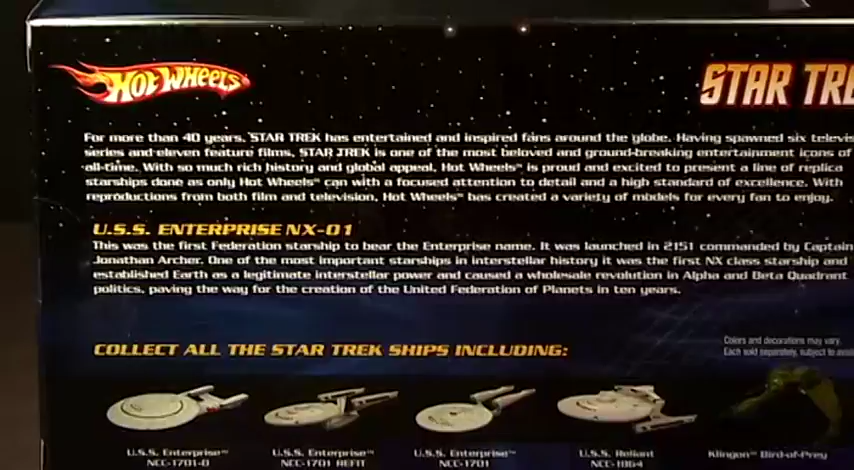 HOT WHEELS
STAR TRE
For more than 40 years, STAR TREK has entertained and inspired fans around the globe. Having spawned six televis
series and eleven feature films, STAR TREK is one of the most beloved and ground-breaking entertainment icons of
all-time. With so much rich history and global appeal, Hot Wheels™ is proud and excited to present a line of replica
starships done as only Hot Wheels™ can with a focused attention to detail and a high standard of excellence. With
reproductions from both film and television, Hot Wheels™ has created a variety of models for every fan to enjoy.
U.S.S. ENTERPRISE NX-01
This was the first Federation starship to bear the Enterprise name. It was launched in 2151 commanded by Captain
Jonathan Archer. One of the most important starships in interstellar history it was the first NX class starship and
established Earth as a legitimate interstellar power and caused a wholesale revolution in Alpha and Beta Quadrant
politics, paving the way for the creation of the United Federation of Planets in ten years.
COLLECT ALL THE STAR TREK SHIPS INCLUDING:
Colors and decorations may vary.
Each sold separately, subject to avail
U.S.S. Enterprise™
NCC-1701-D
U.S.S. Enterprise™
NCC-1701 REFIT
U.S.S. Enterprise™
NCC-1701
U.S.S. Reliant
NCC-1864
Klingon™ Bird-of-Prey